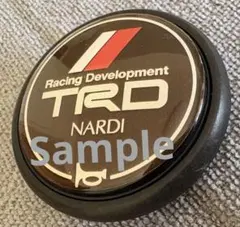 Racing Development
TRD
NARDI
Sample